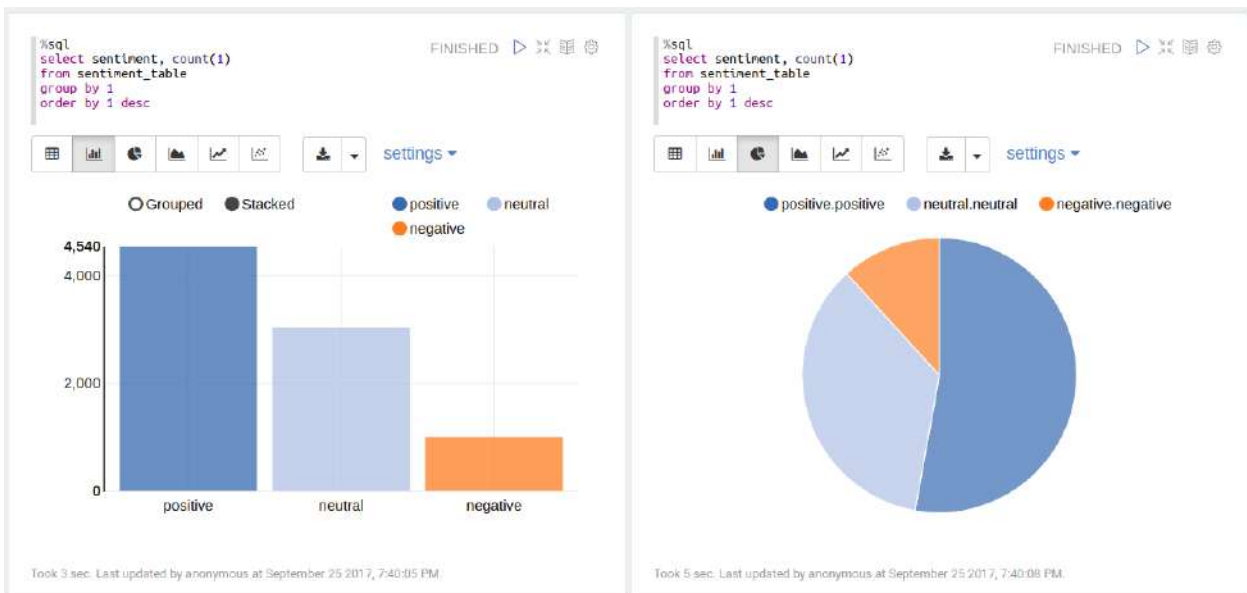 %sql
select sentiment, count(1)
from sentiment_table
group by 1
order by 1 desc
FINISHED
settings
Grouped Stacked
positive neutral
negative
4,540
4,000
2,000
0
positive neutral negative
Took 3 sec. Last updated by anonymous at September 25 2017, 7:40:05 PM.
%sql
select sentiment, count(1)
from sentiment_table
group by 1
order by 1 desc
FINISHED
settings
positive.positive neutral.neutral negative.negative
Took 5 sec. Last updated by anonymous at September 25 2017, 7:40:08 PM.